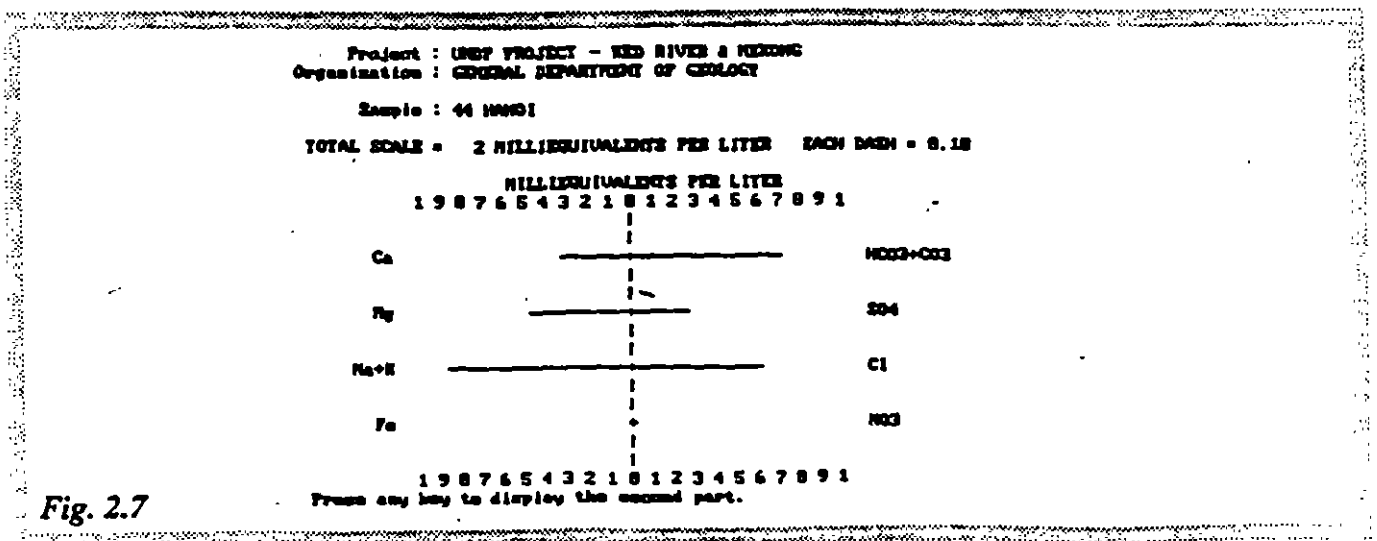 Project : UNDP PROJECT - RED RIVER & MEKONG
Organization : GENERAL DEPARTMENT OF GEOLOGY
Sample : 44 HANOI
TOTAL SCALE = 2 MILLIEQUIVALENTS PER LITER EACH DASH = 0.10
MILLIEQUIVALENTS PER LITER
1 9 8 7 6 5 4 3 2 1 0 1 2 3 4 5 6 7 8 9 1
Ca HCO3+CO3
Mg SO4
Na+K Cl
Fe NO3
1 9 8 7 6 5 4 3 2 1 0 1 2 3 4 5 6 7 8 9 1
Press any key to display the second part.
Fig. 2.7